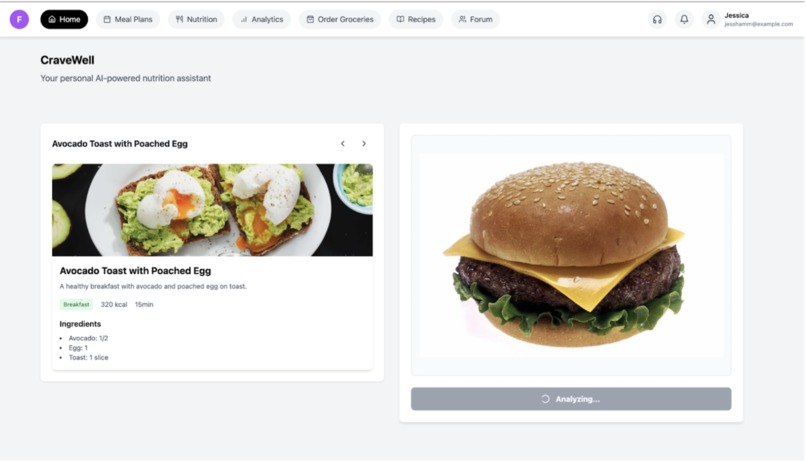 F Home Meal Plans Nutrition Analytics Order Groceries Recipes Forum Jessica
jesshamm@example.com
CraveWell
Your personal AI-powered nutrition assistant
Avocado Toast with Poached Egg
Avocado Toast with Poached Egg
A healthy breakfast with avocado and poached egg on toast.
Breakfast 320 kcal 15min
Ingredients
Avocado: 1/2
Egg: 1
Toast: 1 slice
Analyzing...